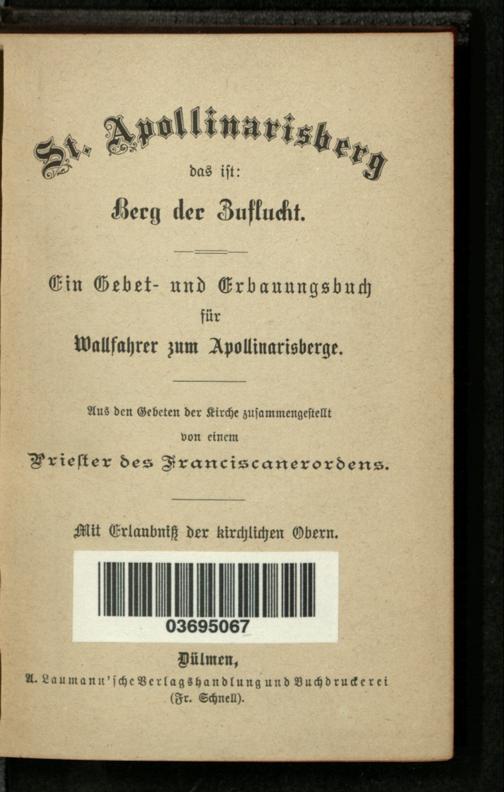 St. Apollinarisberg
das ist:
Berg der Zuflucht.
Ein Gebet- und Erbauungsbuch
für
Wallfahrer zum Apollinarisberge.
Aus den Gebeten der Kirche zusammengestellt
von einem
Priester des Franciscanerordens.
Mit Erlaubniß der kirchlichen Obern.
03695067
Dülmen,
A. Laumann'sche Verlagshandlung und Buchdruckerei
(Fr. Schnell).